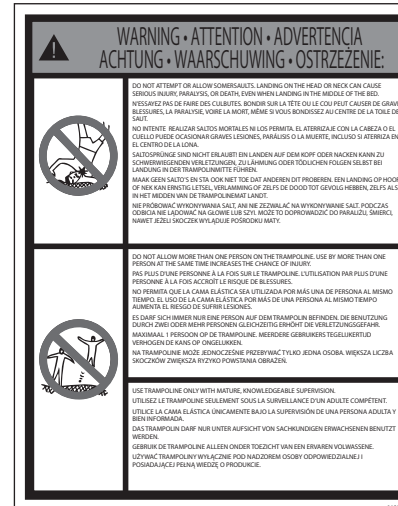 WARNING • ATTENTION • ADVERTENCIA
ACHTUNG • WAARSCHUWING • OSTRZEŻENIE:
DO NOT ATTEMPT OR ALLOW SOMERSAULTS. LANDING ON THE HEAD OR NECK CAN CAUSE
SERIOUS INJURY, PARALYSIS, OR DEATH, EVEN WHEN LANDING IN THE MIDDLE OF THE BED.
N'ESSAYEZ PAS DE FAIRE DES CULBUTES. BONDIR SUR LA TÊTE OU LE COU PEUT CAUSER DE GRAVE
BLESSURES, LA PARALYSIE, VOIRE LA MORT, MÊME SI VOUS BONDISSEZ AU CENTRE DE LA TOILE DE
SAUT.
NO INTENTE REALIZAR SALTOS MORTALES NI LOS PERMITA. EL ATERRIZAJE CON LA CABEZA O EL
CUELLO PUEDE OCASIONAR GRAVES LESIONES, PARÁLISIS O LA MUERTE, INCLUSO SI ATERRIZA EN
EL CENTRO DE LA LONA.
SALTOSPRÜNGE SIND NICHT ERLAUBT! EIN LANDEN AUF DEM KOPF ODER NACKEN KANN ZU
SCHWERWIEGENDEN VERLETZUNGEN, ZU LÄHMUNG ODER TÖDLICHEN FOLGEN SELBST BEI
LANDUNG IN DER TRAMPOLINMITTE FÜHREN.
MAAK GEEN SALTO'S EN STA OOK NIET TOE DAT ANDEREN DIT PROBEREN. EEN LANDING OP HOOF
OF NEK KAN ERNSTIG LETSEL, VERLAMMING OF ZELFS DE DOOD TOT GEVOLG HEBBEN, ZELFS ALS
IN HET MIDDEN VAN DE TRAMPOLINEMAT LANDT.
NIE PRÓBOWAĆ WYKONYWANIA SALT, ANI NIE ZEZWALAĆ NA WYKONYWANIE SALT. PODCZAS
ODBICIA NIE LĄDOWAĆ NA GŁOWIE LUB SZYI. MOŻE TO DOPROWADZIĆ DO PARALIŻU, ŚMIERCI,
NAWET JEŻELI SKOCZEK WYLĄDUJE POŚRODKU MATY.
DO NOT ALLOW MORE THAN ONE PERSON ON THE TRAMPOLINE. USE BY MORE THAN ONE
PERSON AT THE SAME TIME INCREASES THE CHANCE OF INJURY.
PAS PLUS D'UNE PERSONNE À LA FOIS SUR LE TRAMPOLINE. L'UTILISATION PAR PLUS D'UNE
PERSONNE À LA FOIS ACCROÎT LE RISQUE DE BLESSURES.
NO PERMITA QUE LA CAMA ELÁSTICA SEA UTILIZADA POR MÁS UNA DE PERSONA AL MISMO
TIEMPO. EL USO DE LA CAMA ELÁSTICA POR MÁS DE UNA PERSONA AL MISMO TIEMPO
AUMENTA EL RIESGO DE SUFRIR LESIONES.
ES DARF SICH IMMER NUR EINE PERSON AUF DEM TRAMPOLIN BEFINDEN. DIE BENUTZUNG
DURCH ZWEI ODER MEHR PERSONEN GLEICHZEITIG ERHÖHT DIE VERLETZUNGSGEFAHR.
MAXIMAAL 1 PERSOON OP DE TRAMPOLINE. MEERDERE GEBRUIKERS TEGELIJKERTIJD
VERHOGEN DE KANS OP ONGELUKKEN.
NA TRAMPOLINIE MOŻE JEDNOCZEŚNIE PRZEBYWAĆ TYLKO JEDNA OSOBA. WIĘKSZA LICZBA
SKOCZKÓW ZWIĘKSZA RYZYKO POWSTANIA OBRAŻEŃ.
USE TRAMPOLINE ONLY WITH MATURE, KNOWLEDGEABLE SUPERVISION.
UTILISEZ LE TRAMPOLINE SEULEMENT SOUS LA SURVEILLANCE D'UN ADULTE COMPÉTENT.
UTILICE LA CAMA ELÁSTICA ÚNICAMENTE BAJO LA SUPERVISIÓN DE UNA PERSONA ADULTA Y
BIEN INFORMADA.
DAS TRAMPOLIN DARF NUR UNTER AUFSICHT VON SACHKUNDIGEN ERWACHSENEN BENUTZT
WERDEN.
GEBRUIK DE TRAMPOLINE ALLEEN ONDER TOEZICHT VAN EEN ERVAREN VOLWASSENE.
UŻYWAĆ TRAMPOLINY WYŁĄCZNIE POD NADZOREM OSOBY ODPOWIEDZIALNEJ I
POSIADAJĄCEJ PEŁNĄ WIEDZĘ O PRODUKCIE.